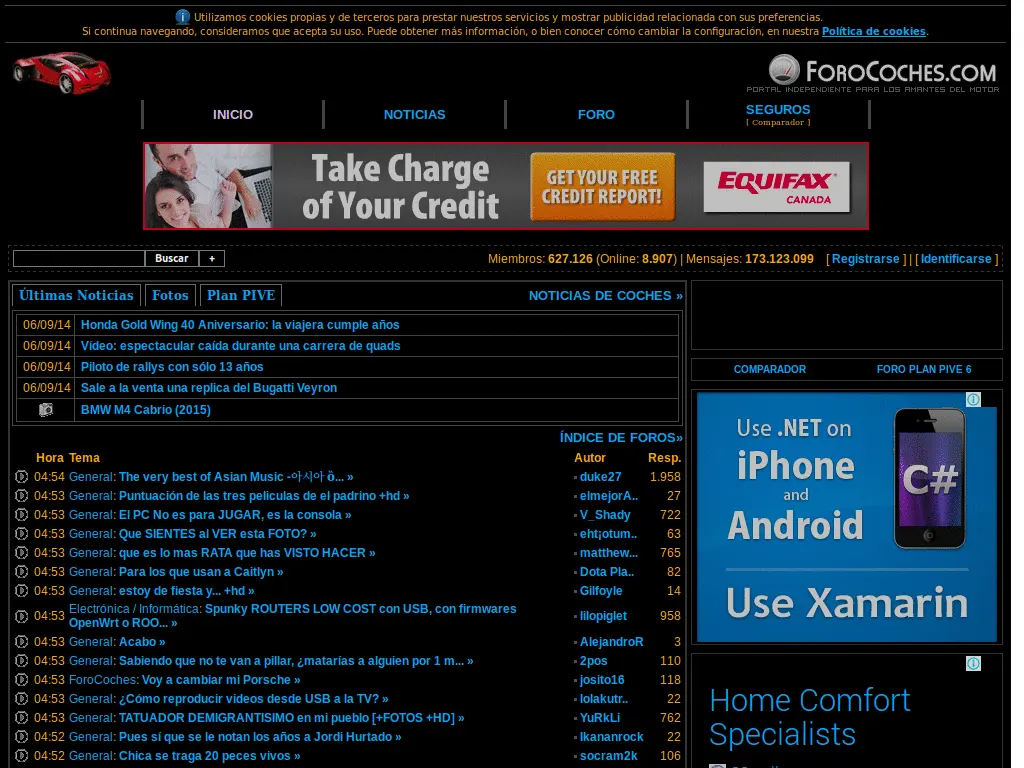 Utilizamos cookies propias y de terceros para prestar nuestros servicios y mostrar publicidad relacionada con sus preferencias.
Si continua navegando, consideramos que acepta su uso. Puede obtener más información, o bien conocer cómo cambiar la configuración, en nuestra Política de cookies.
FOROCOCHES.COM
PORTAL INDEPENDIENTE PARA LOS AMANTES DEL MOTOR
INICIO NOTICIAS FORO SEGUROS
[ Comparador ]
Take Charge
of Your Credit
GET YOUR FREE
CREDIT REPORT!
EQUIFAX
CANADA
Buscar +
Miembros: 627.126 (Online: 8.907) | Mensajes: 173.123.099 [ Registrarse ] | [ Identificarse ]
Últimas Noticias Fotos Plan PIVE NOTICIAS DE COCHES »
06/09/14 Honda Gold Wing 40 Aniversario: la viajera cumple años
06/09/14 Vídeo: espectacular caída durante una carrera de quads
06/09/14 Piloto de rallys con sólo 13 años
06/09/14 Sale a la venta una replica del Bugatti Veyron
BMW M4 Cabrio (2015)
ÍNDICE DE FOROS»
Hora Tema Autor Resp.
04:54 General: The very best of Asian Music -아시아 ... » duke27 1.958
04:53 General: Puntuación de las tres peliculas de el padrino +hd » elmejorA.. 27
04:53 General: El PC No es para JUGAR, es la consola » V_Shady 722
04:53 General: Que SIENTES al VER esta FOTO? » eht¡otum.. 63
04:53 General: que es lo mas RATA que has VISTO HACER » matthew... 765
04:53 General: Para los que usan a Caitlyn » Dota Pla.. 82
04:53 General: estoy de fiesta y... +hd » Gilfoyle 14
04:53 Electrónica / Informática: Spunky ROUTERS LOW COST con USB, con firmwares
OpenWrt o ROO... » lilopiglet 958
04:53 General: Acabo » AlejandroR 3
04:53 General: Sabiendo que no te van a pillar, ¿matarías a alguien por 1 m... » 2pos 110
04:53 ForoCoches: Voy a cambiar mi Porsche » josito16 118
04:53 General: ¿Cómo reproducir videos desde USB a la TV? » lolakutr.. 22
04:53 General: TATUADOR DEMIGRANTISIMO en mi pueblo [+FOTOS +HD] » YuRkLi 762
04:52 General: Pues sí que se le notan los años a Jordi Hurtado » Ikananrock 22
04:52 General: Chica se traga 20 peces vivos » socram2k 106
COMPARADOR FORO PLAN PIVE 6
Use .NET on
iPhone
and
Android
C#
Use Xamarin
Home Comfort
Specialists